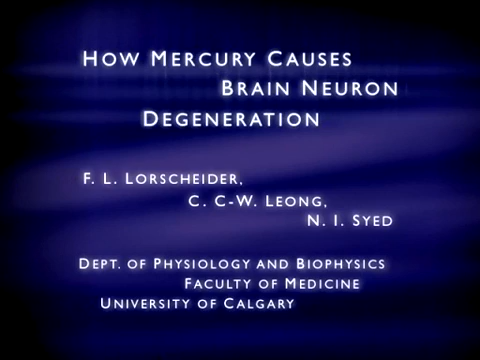 How Mercury Causes
Brain Neuron
Degeneration
F. L. Lorscheider,
C. C-W. Leong,
N. I. Syed
Dept. of Physiology and Biophysics
Faculty of Medicine
University of Calgary